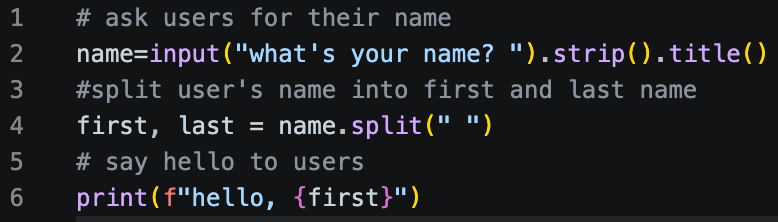 1 # ask users for their name
2 name=input("what's your name? ").strip().title()
3 #split user's name into first and last name
4 first, last = name.split(" ")
5 # say hello to users
6 print(f"hello, {first}")